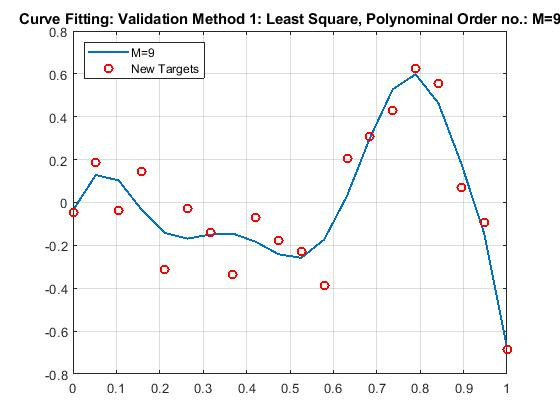 Curve Fitting: Validation Method 1: Least Square, Polynominal Order no.: M=9
0.8
M=9
New Targets
0.6
0.4
0.2
0
-0.2
-0.4
-0.6
-0.8
0 0.1 0.2 0.3 0.4 0.5 0.6 0.7 0.8 0.9 1